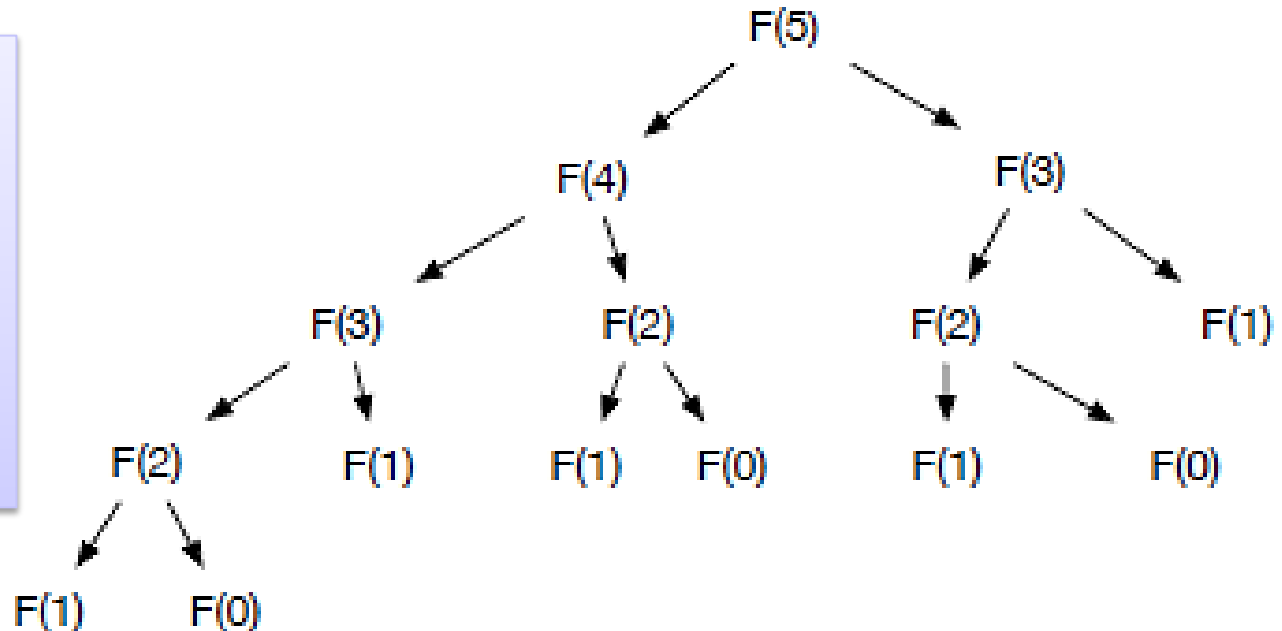 F(5)
F(4) F(3)
F(3) F(2) F(2) F(1)
F(2) F(1) F(1) F(0) F(1) F(0)
F(1) F(0)